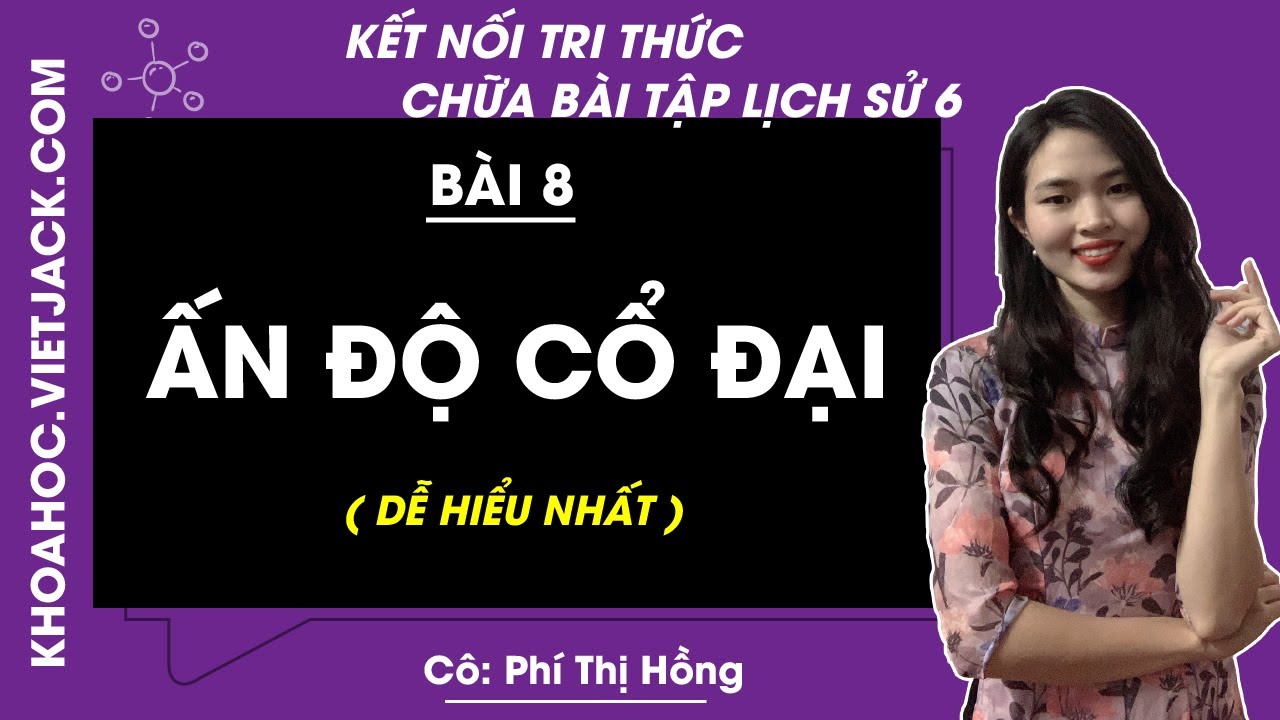 KẾT NỐI TRI THỨC
CHỮA BÀI TẬP LỊCH SỬ 6
KHOAHOC.VIETJACK.COM
BÀI 8
ẤN ĐỘ CỔ ĐẠI
( DỄ HIỂU NHẤT )
Cô: Phí Thị Hồng